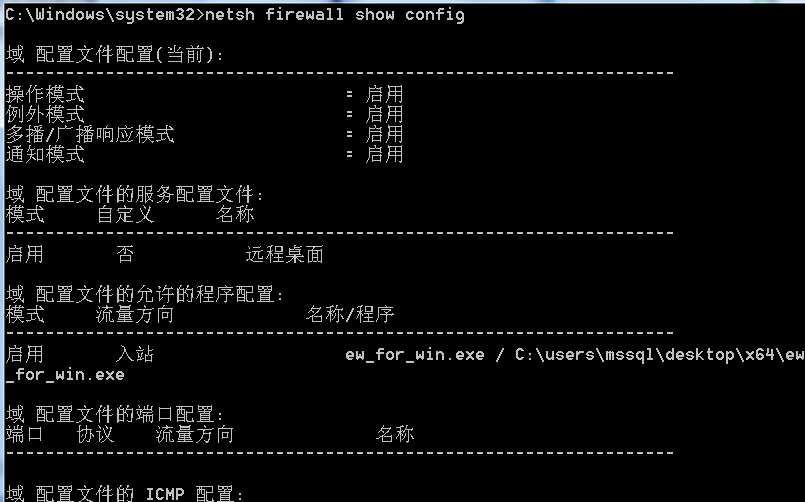 C:\Windows\system32>netsh firewall show config
域 配置文件配置(当前):
-------------------------------------------------------------------
操作模式 = 启用
例外模式 = 启用
多播/广播响应模式 = 启用
通知模式 = 启用
域 配置文件的服务配置文件:
模式 自定义 名称
-------------------------------------------------------------------
启用 否 远程桌面
域 配置文件的允许的程序配置:
模式 流量方向 名称/程序
-------------------------------------------------------------------
启用 入站 ew_for_win.exe / C:\users\mssql\desktop\x64\ew
_for_win.exe
域 配置文件的端口配置:
端口 协议 流量方向 名称
-------------------------------------------------------------------
域 配置文件的 ICMP 配置: